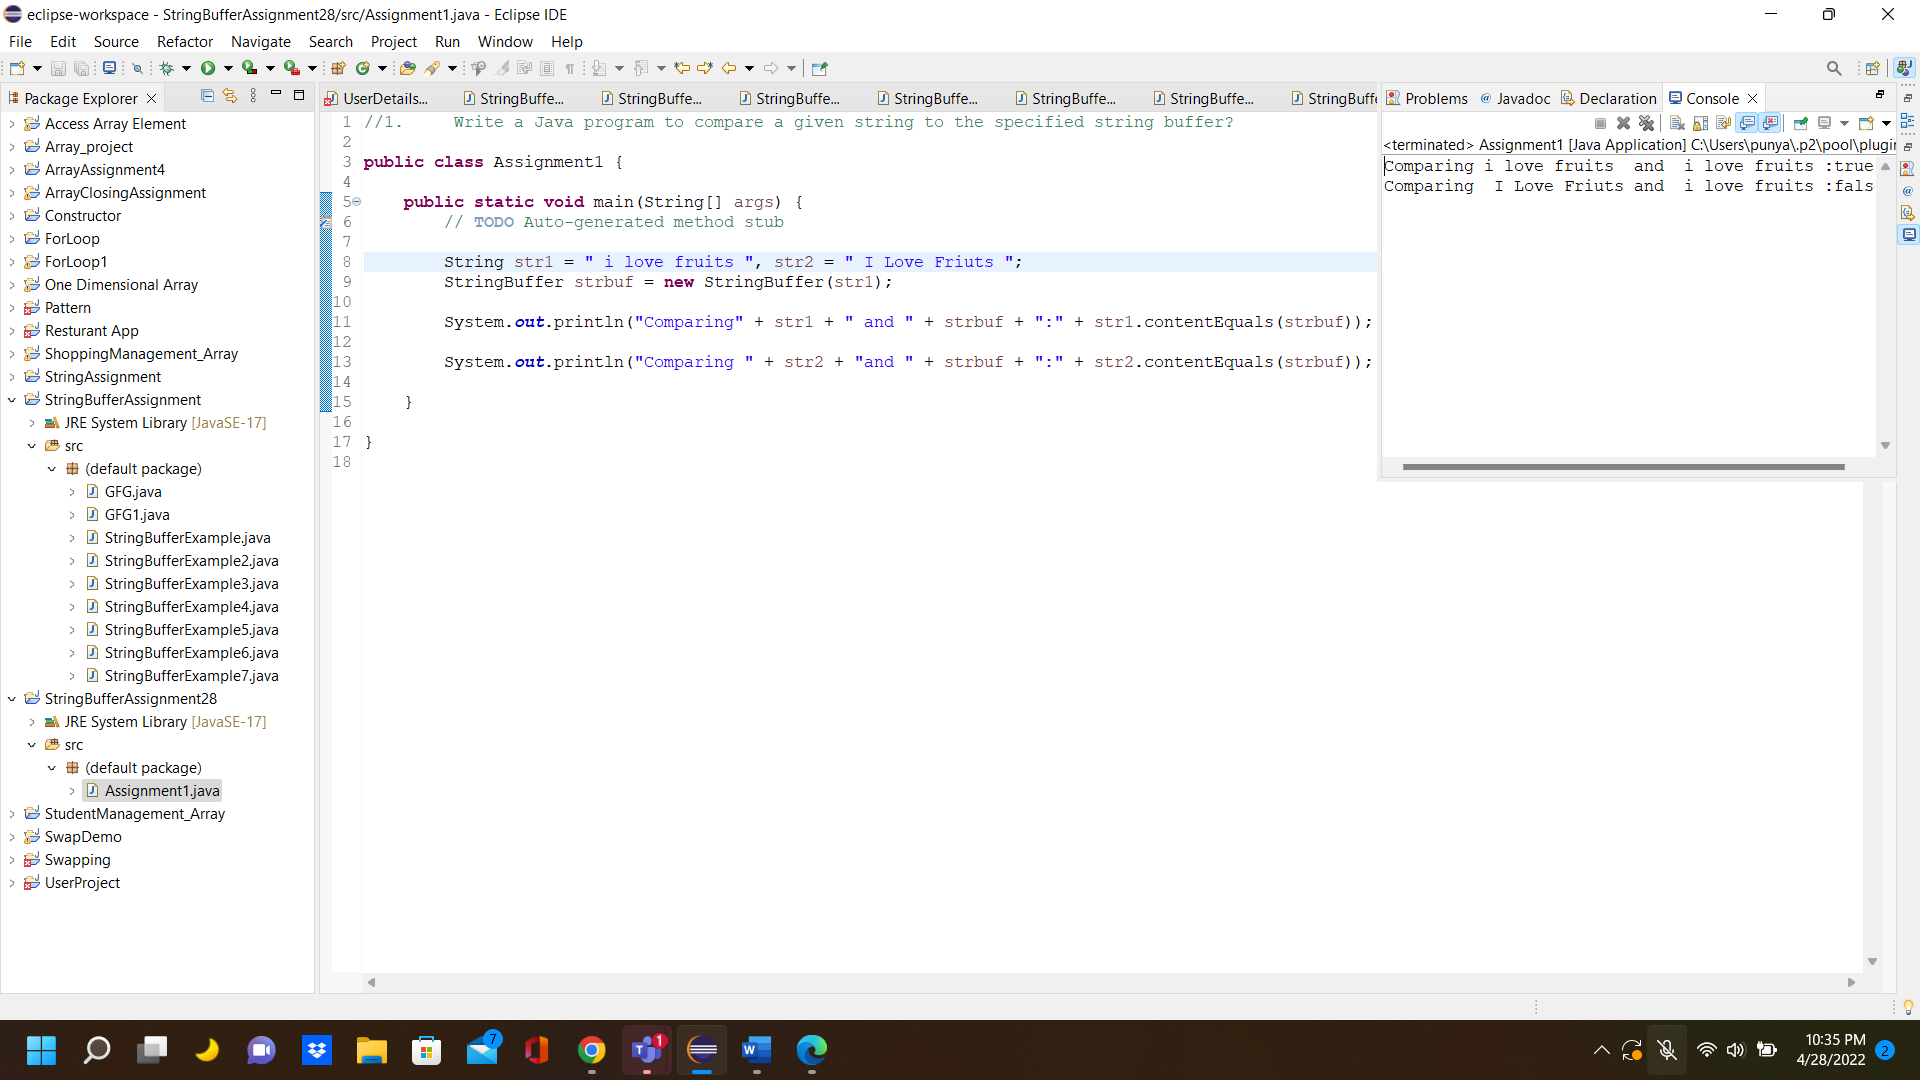 eclipse-workspace - StringBufferAssignment28/src/Assignment1.java - Eclipse IDE
File Edit Source Refactor Navigate Search Project Run Window Help
Package Explorer
Access Array Element
Array_project
ArrayAssignment4
ArrayClosingAssignment
Constructor
ForLoop
ForLoop1
One Dimensional Array
Pattern
Resturant App
ShoppingManagement_Array
StringAssignment
StringBufferAssignment
JRE System Library [JavaSE-17]
src
(default package)
GFG.java
GFG1.java
StringBufferExample.java
StringBufferExample2.java
StringBufferExample3.java
StringBufferExample4.java
StringBufferExample5.java
StringBufferExample6.java
StringBufferExample7.java
StringBufferAssignment28
JRE System Library [JavaSE-17]
src
(default package)
Assignment1.java
StudentManagement_Array
SwapDemo
Swapping
UserProject
UserDetails... StringBuffe... StringBuffe... StringBuffe... StringBuffe... StringBuffe... StringBuffe... StringBuff
1 //1. Write a Java program to compare a given string to the specified string buffer?
2
3 public class Assignment1 {
4
5 public static void main(String[] args) {
6 // TODO Auto-generated method stub
7
8 String str1 = " i love fruits ", str2 = " I Love Friuts ";
9 StringBuffer strbuf = new StringBuffer(str1);
10
11 System.out.println("Comparing" + str1 + " and " + strbuf + ":" + str1.contentEquals(strbuf));
12
13 System.out.println("Comparing " + str2 + "and " + strbuf + ":" + str2.contentEquals(strbuf));
14
15 }
16
17 }
18
Problems @ Javadoc Declaration Console
<terminated> Assignment1 [Java Application] C:\Users\punya\.p2\pool\plugin
Comparing i love fruits  and  i love fruits :true
Comparing  I Love Friuts and  i love fruits :fals
7
1
10:35 PM
4/28/2022
2